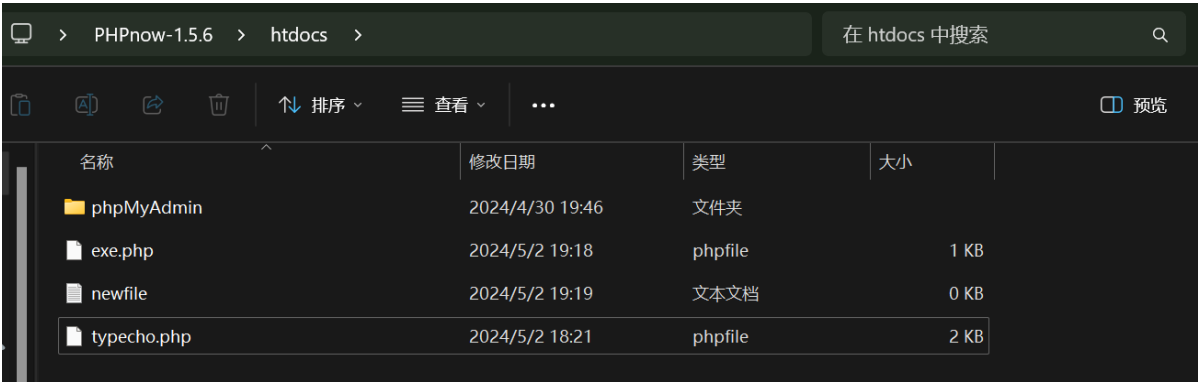 PHPnow-1.5.6 > htdocs > 在 htdocs 中搜索
排序 查看 ... 预览
名称 修改日期 类型 大小
phpMyAdmin 2024/4/30 19:46 文件夹
exe.php 2024/5/2 19:18 phpfile 1 KB
newfile 2024/5/2 19:19 文本文档 0 KB
typecho.php 2024/5/2 18:21 phpfile 2 KB